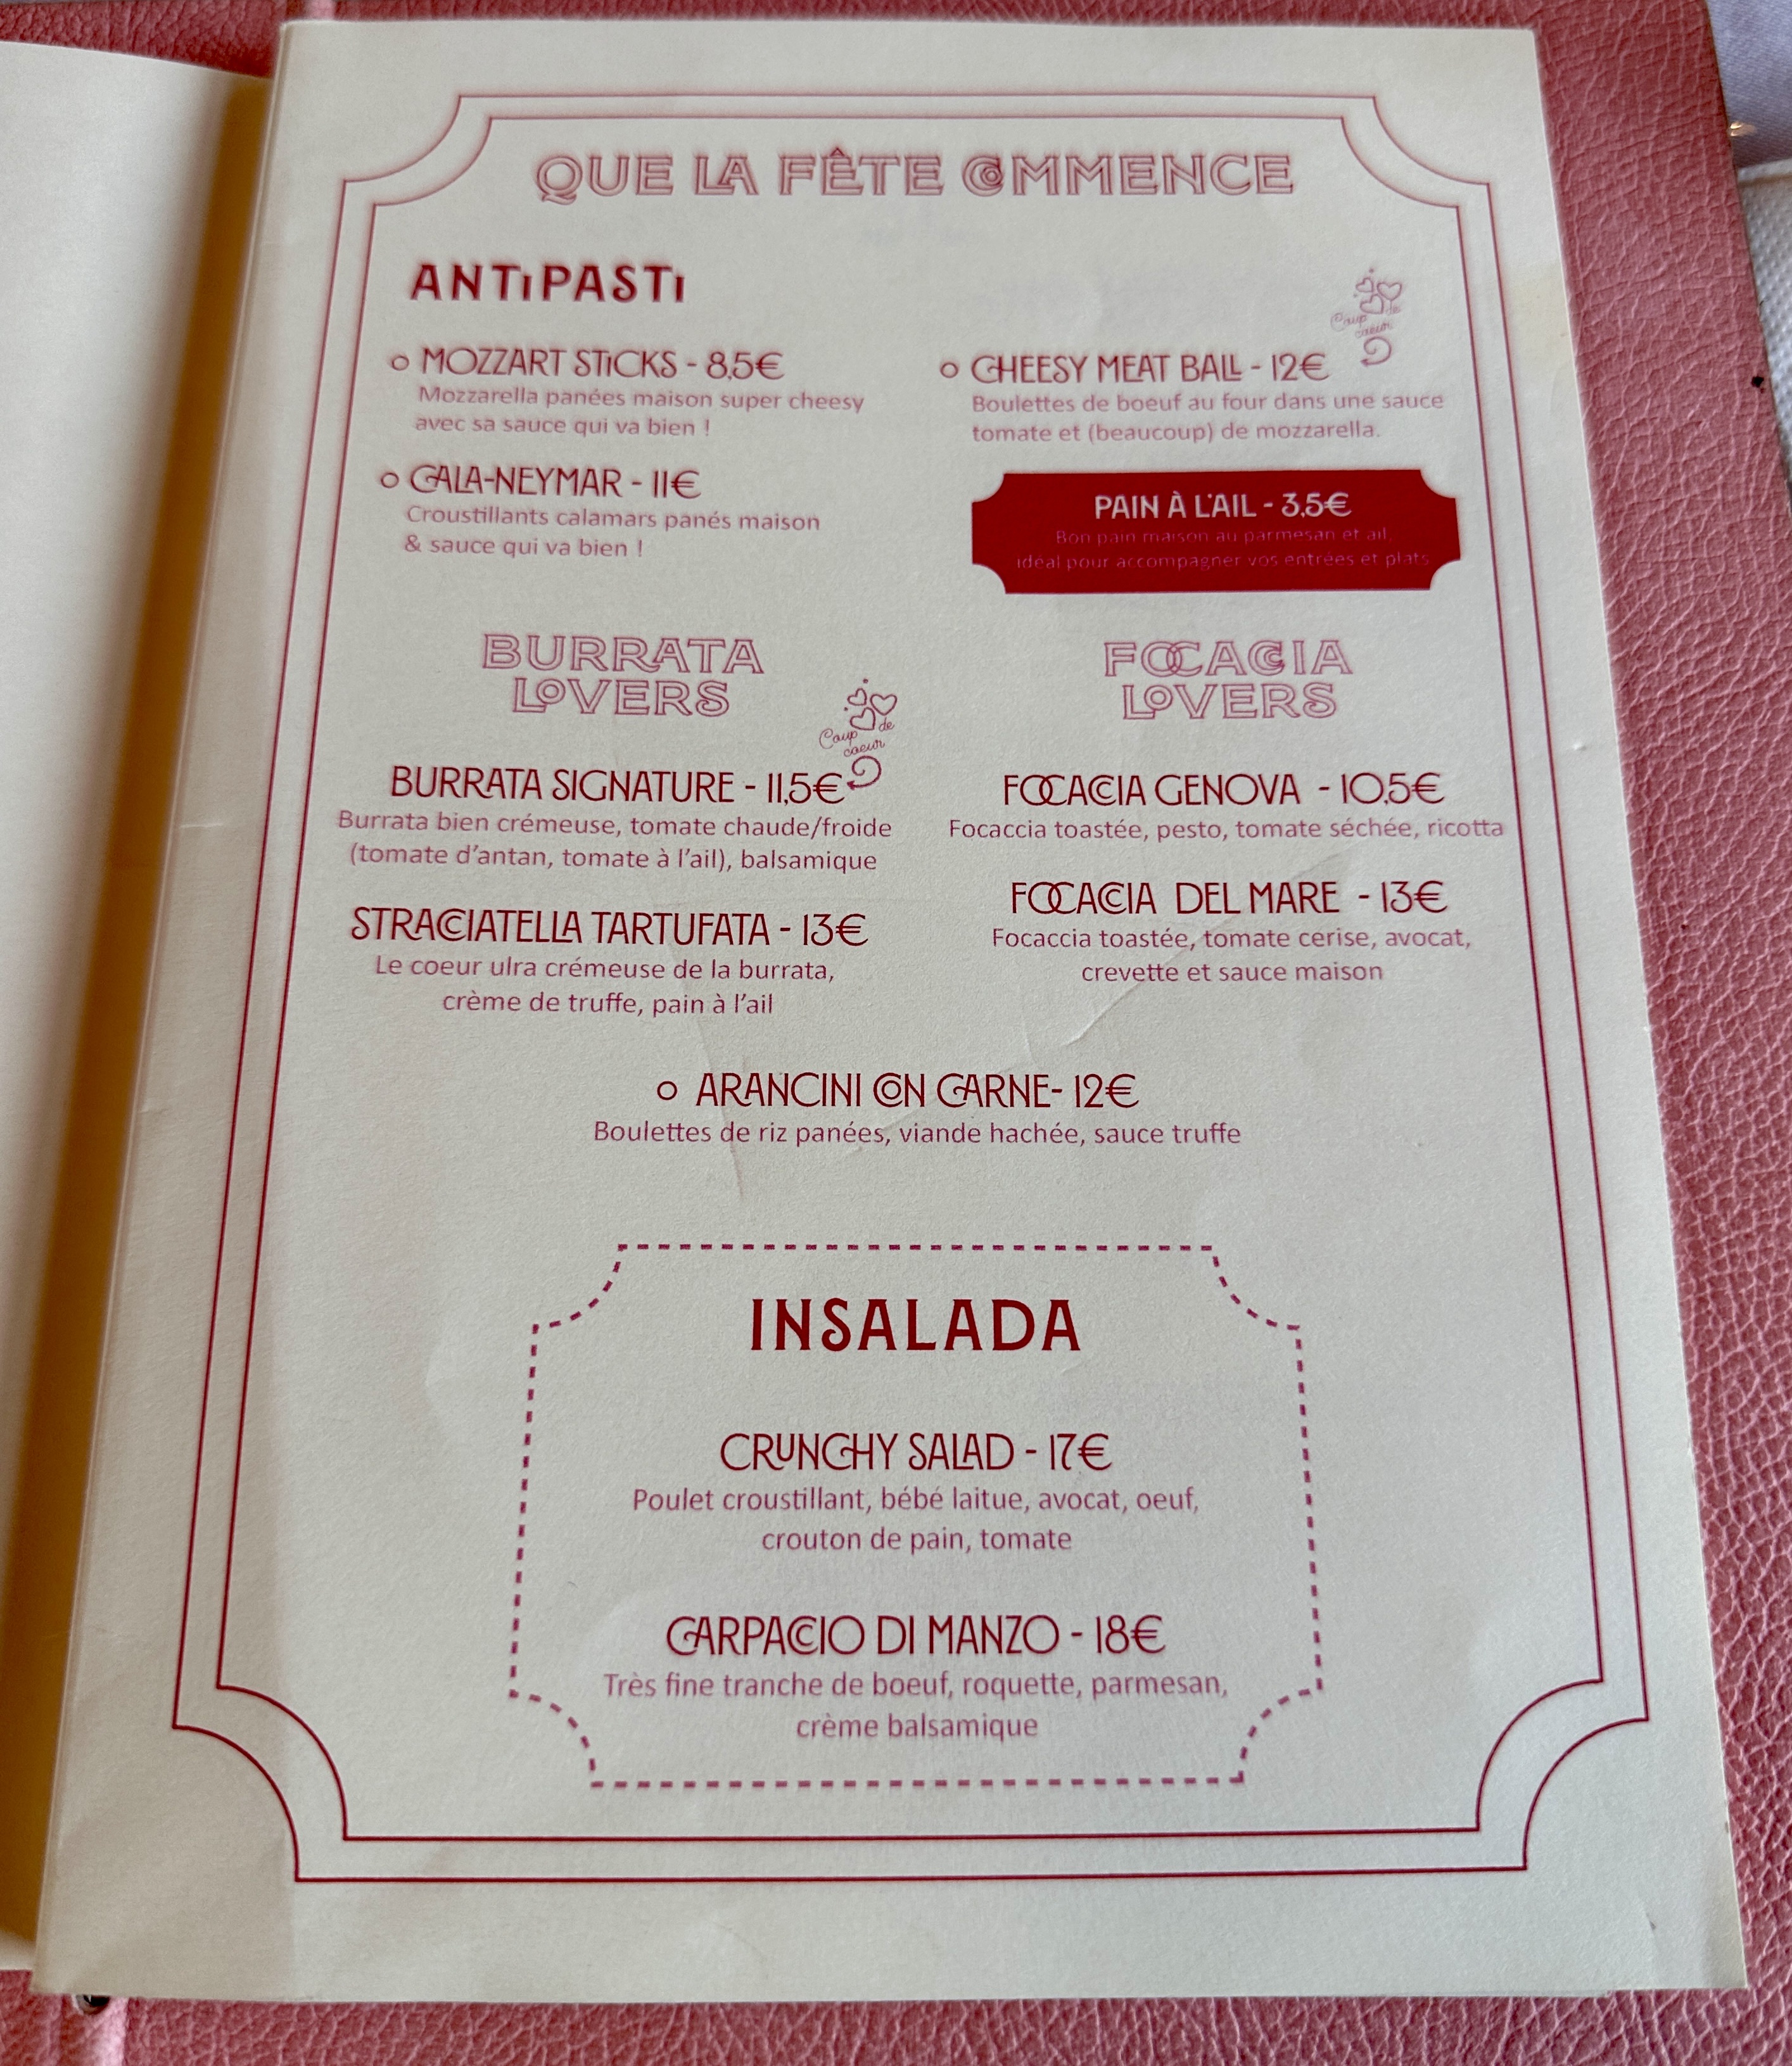 QUE LA FÊTE COMMENCE
ANTIPASTI
MOZZART STICKS - 8,5€
Mozzarella panées maison super cheesy
avec sa sauce qui va bien !
CALA-NEYMAR - 11€
Croustillants calamars panés maison
& sauce qui va bien !
Coup de
coeur
CHEESY MEAT BALL - 12€
Boulettes de boeuf au four dans une sauce
tomate et (beaucoup) de mozzarella.
PAIN À L'AIL - 3,5€
Bon pain maison au parmesan et ail,
idéal pour accompagner vos entrées et plats
BURRATA
LOVERS
Coup de
coeur
BURRATA SIGNATURE - 11,5€
Burrata bien crémeuse, tomate chaude/froide
(tomate d'antan, tomate à l'ail), balsamique
STRACCIATELLA TARTUFATA - 13€
Le coeur ulra crémeuse de la burrata,
crème de truffe, pain à l'ail
FOCACCIA
LOVERS
FOCACCIA GENOVA - 10,5€
Focaccia toastée, pesto, tomate séchée, ricotta
FOCACCIA DEL MARE - 13€
Focaccia toastée, tomate cerise, avocat,
crevette et sauce maison
ARANCINI CON CARNE- 12€
Boulettes de riz panées, viande hachée, sauce truffe
INSALADA
CRUNCHY SALAD - 17€
Poulet croustillant, bébé laitue, avocat, oeuf,
crouton de pain, tomate
CARPACCIO DI MANZO - 18€
Très fine tranche de boeuf, roquette, parmesan,
crème balsamique